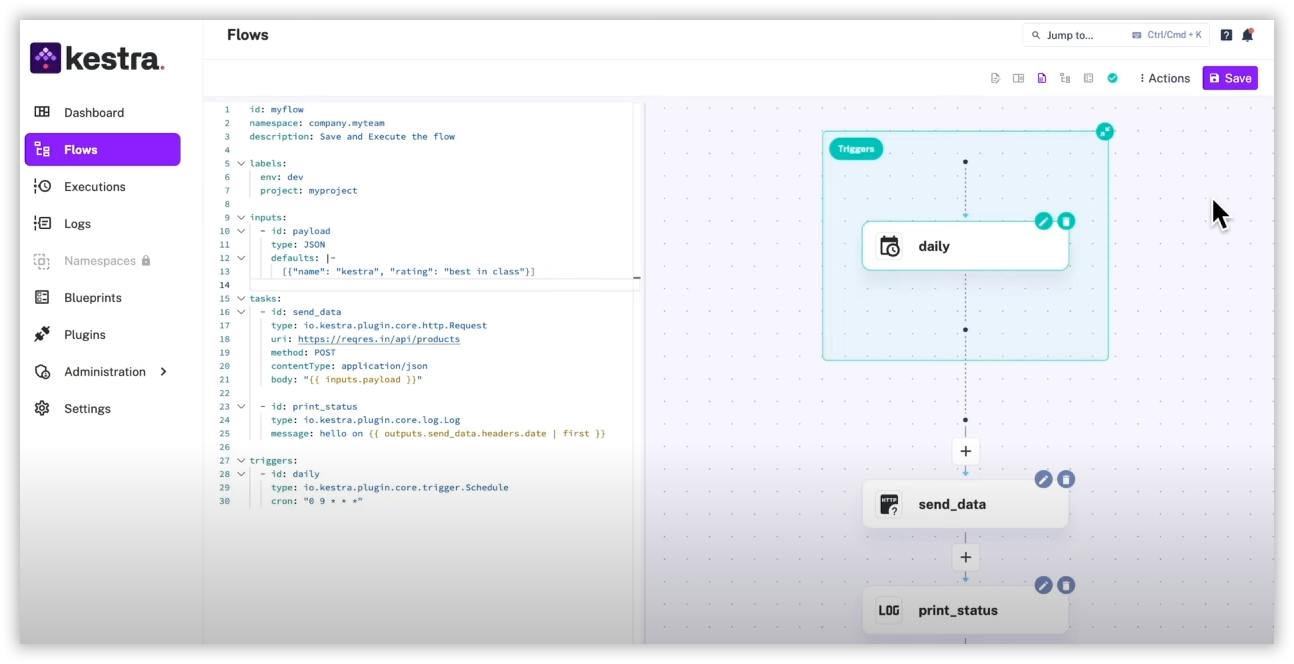 kestra.
Dashboard
Flows
Executions
Logs
Namespaces
Blueprints
Plugins
Administration
Settings
Flows
Jump to...
Ctrl/Cmd + K
?
Actions
Save
1 id: myflow
2 namespace: company.myteam
3 description: Save and Execute the flow
4
5 labels:
6 env: dev
7 project: myproject
8
9 inputs:
10 - id: payload
11 type: JSON
12 defaults: |-
13 [{"name": "kestra", "rating": "best in class"}]
14
15 tasks:
16 - id: send_data
17 type: io.kestra.plugin.core.http.Request
18 uri: https://reqres.in/api/products
19 method: POST
20 contentType: application/json
21 body: "{{ inputs.payload }}"
22
23 - id: print_status
24 type: io.kestra.plugin.core.log.Log
25 message: hello on {{ outputs.send_data.headers.date | first }}
26
27 triggers:
28 - id: daily
29 type: io.kestra.plugin.core.trigger.Schedule
30 cron: "0 9 * * *"
Triggers
daily
HTTP ?
send_data
LOG
print_status